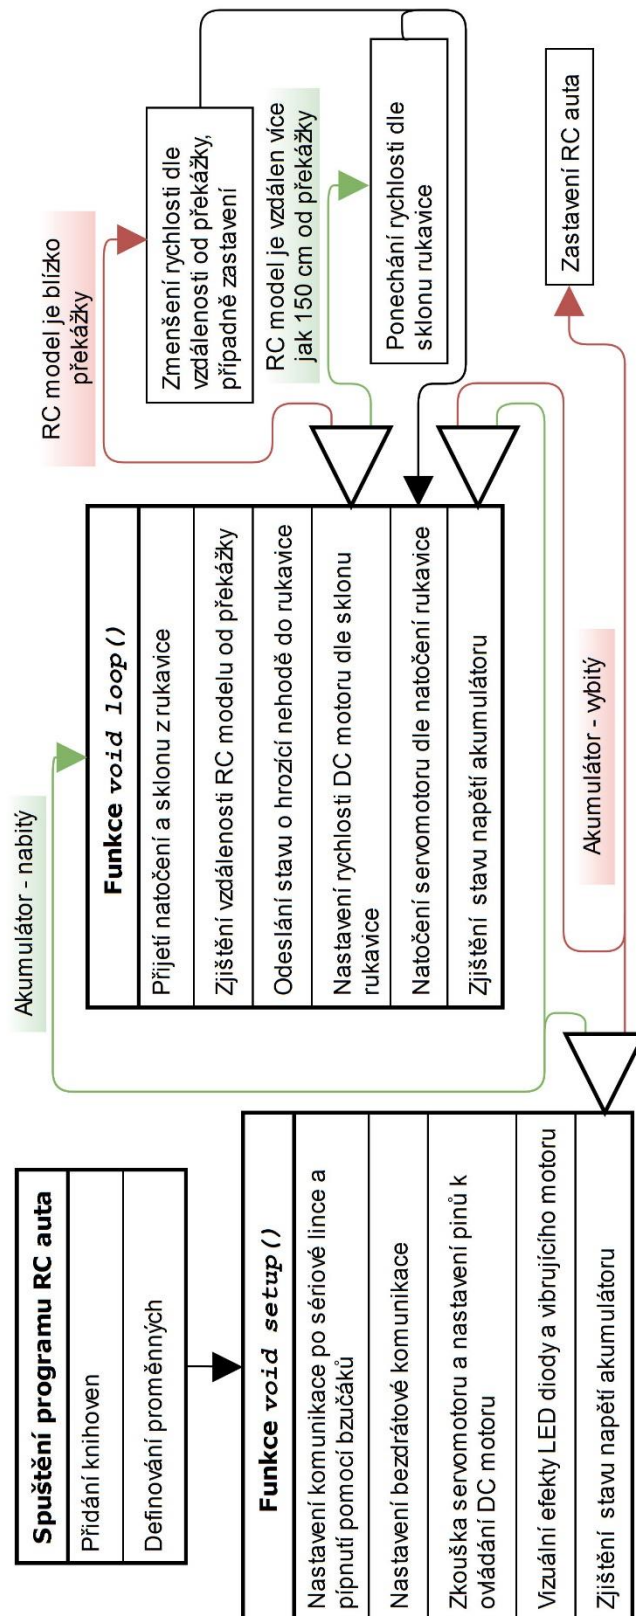 Spuštění programu RC auta
Přidání knihoven
Definování proměnných
Funkce void setup()
Nastavení komunikace po sériové lince a
pípnutí pomocí bzučáků
Nastavení bezdrátové komunikace
Zkouška servomotoru a nastavení pinů k
ovládání DC motoru
Vizuální efekty LED diody a vibrujícího motoru
Zjištění stavu napětí akumulátoru
Akumulátor - nabitý
Funkce void loop()
Přijetí natočení a sklonu z rukavice
Zjištění vzdálenosti RC modelu od překážky
Odeslání stavu o hrozící nehodě do rukavice
Nastavení rychlosti DC motoru dle sklonu
rukavice
Natočení servomotoru dle natočení rukavice
Zjištění stavu napětí akumulátoru
Akumulátor - vybitý
RC model je blízko
překážky
Zmenšení rychlosti dle
vzdálenosti od překážky,
případně zastavení
RC model je vzdálen více
jak 150 cm od překážky
Ponechání rychlosti dle
sklonu rukavice
Zastavení RC auta